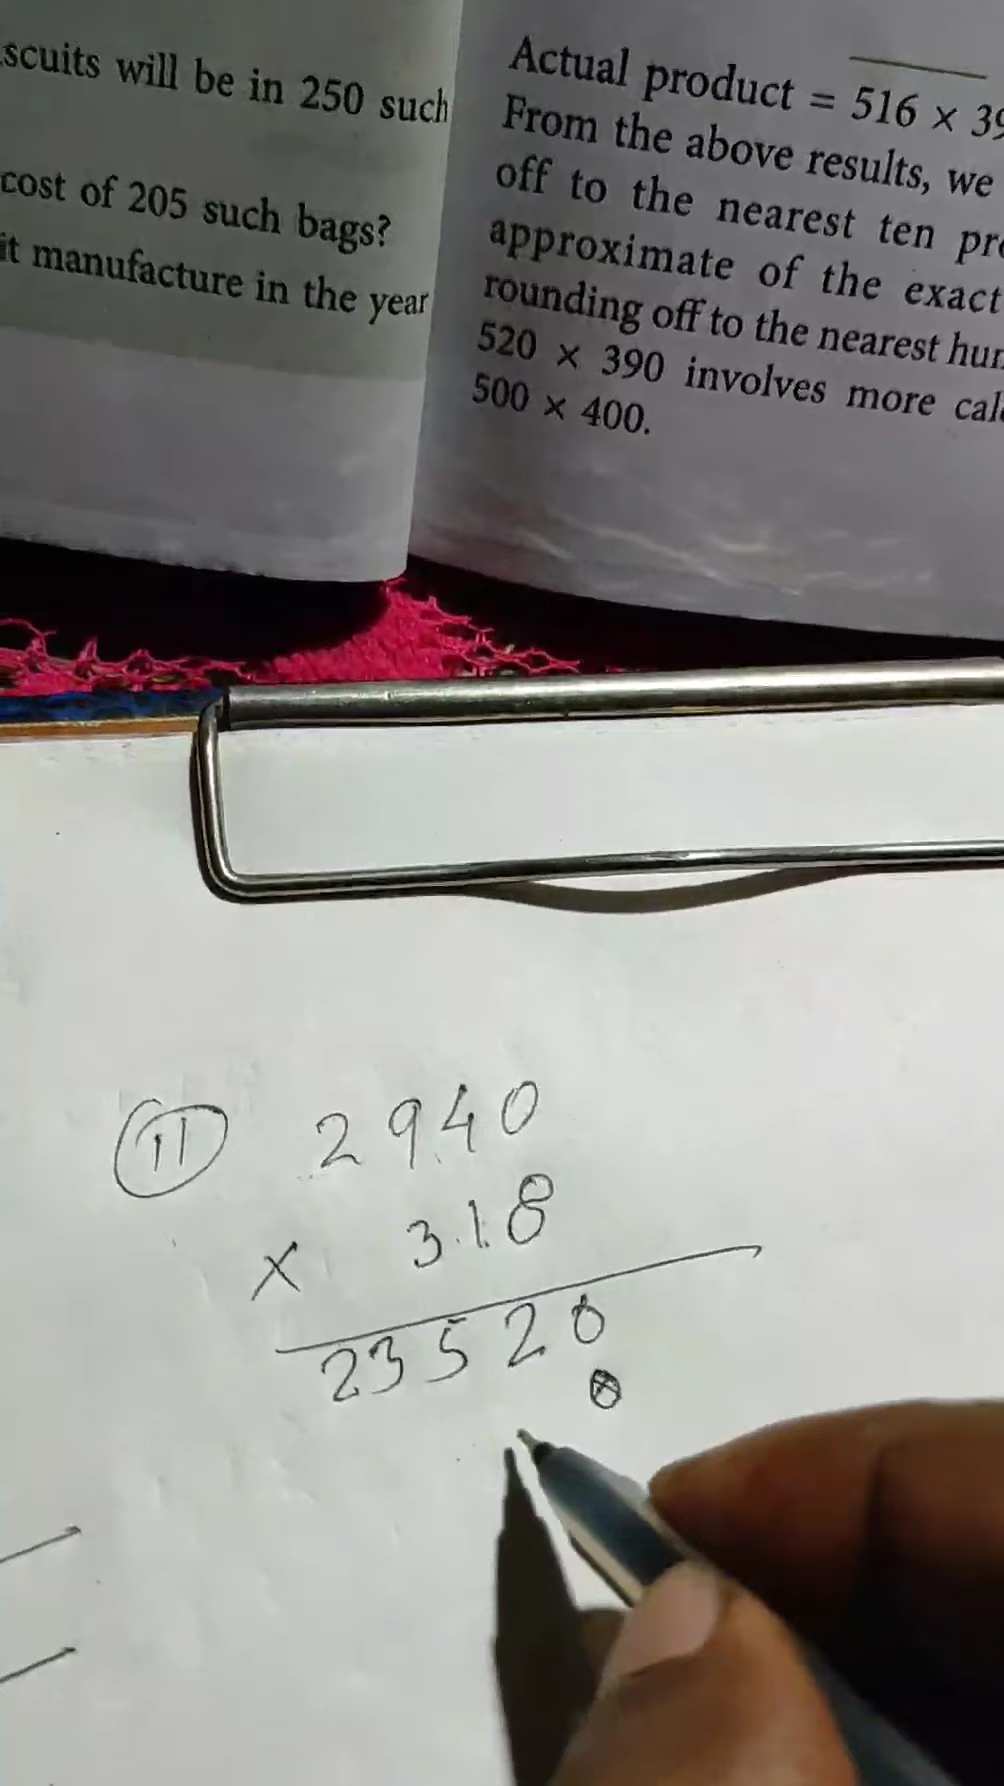 scuits will be in 250 such
cost of 205 such bags?
it manufacture in the year
Actual product = 516 × 39
From the above results, we
off to the nearest ten pr
approximate of the exact
rounding off to the nearest hun
520 × 390 involves more cal
500 × 400.
11 2940
× 318
23520